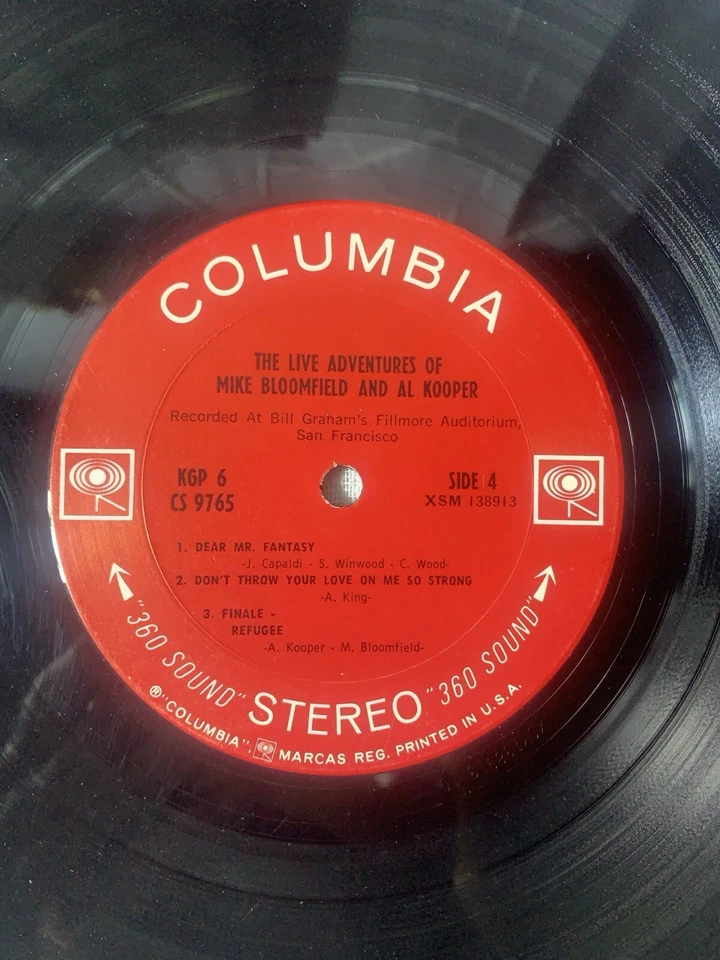 COLUMBIA
THE LIVE ADVENTURES OF
MIKE BLOOMFIELD AND AL KOOPER
Recorded At Bill Graham's Fillmore Auditorium,
San Francisco
KGP 6
CS 9765
SIDE 4
XSM 138913
1. DEAR MR. FANTASY
-J. Capaldi - S. Winwood - C. Wood-
2. DON'T THROW YOUR LOVE ON ME SO STRONG
-A. King-
3. FINALE -
REFUGEE
-A. Kooper - M. Bloomfield-
"360 SOUND" STEREO "360 SOUND"
®"COLUMBIA", MARCAS REG. PRINTED IN U.S.A.